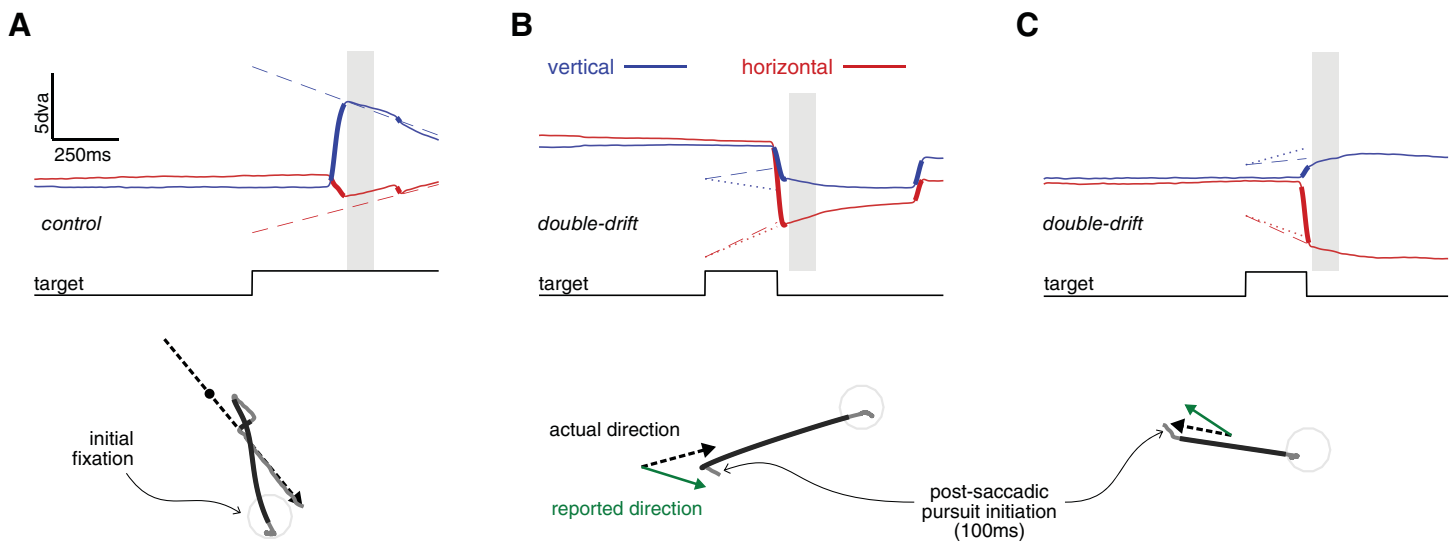 A
B
C
5dva
250ms
vertical
horizontal
control
double-drift
double-drift
target
target
target
initial
fixation
actual direction
reported direction
post-saccadic
pursuit initiation
(100ms)